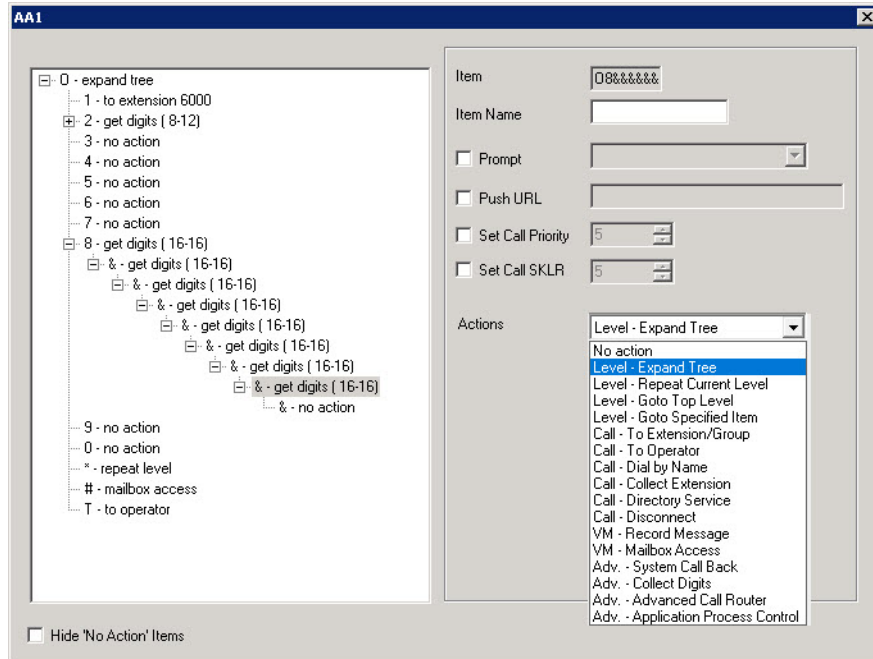 AA1
O - expand tree
1 - to extension 6000
2 - get digits ( 8-12)
3 - no action
4 - no action
5 - no action
6 - no action
7 - no action
8 - get digits ( 16-16)
& - get digits ( 16-16)
& - get digits ( 16-16)
& - get digits ( 16-16)
& - get digits ( 16-16)
& - get digits ( 16-16)
& - get digits ( 16-16)
& - get digits ( 16-16)
& - no action
9 - no action
0 - no action
* - repeat level
# - mailbox access
T - to operator
Hide 'No Action' Items
Item O8&&&&&&
Item Name
Prompt
Push URL
Set Call Priority 5
Set Call SKLR 5
Actions Level - Expand Tree
No action
Level - Expand Tree
Level - Repeat Current Level
Level - Goto Top Level
Level - Goto Specified Item
Call - To Extension/Group
Call - To Operator
Call - Dial by Name
Call - Collect Extension
Call - Directory Service
Call - Disconnect
VM - Record Message
VM - Mailbox Access
Adv. - System Call Back
Adv. - Collect Digits
Adv. - Advanced Call Router
Adv. - Application Process Control